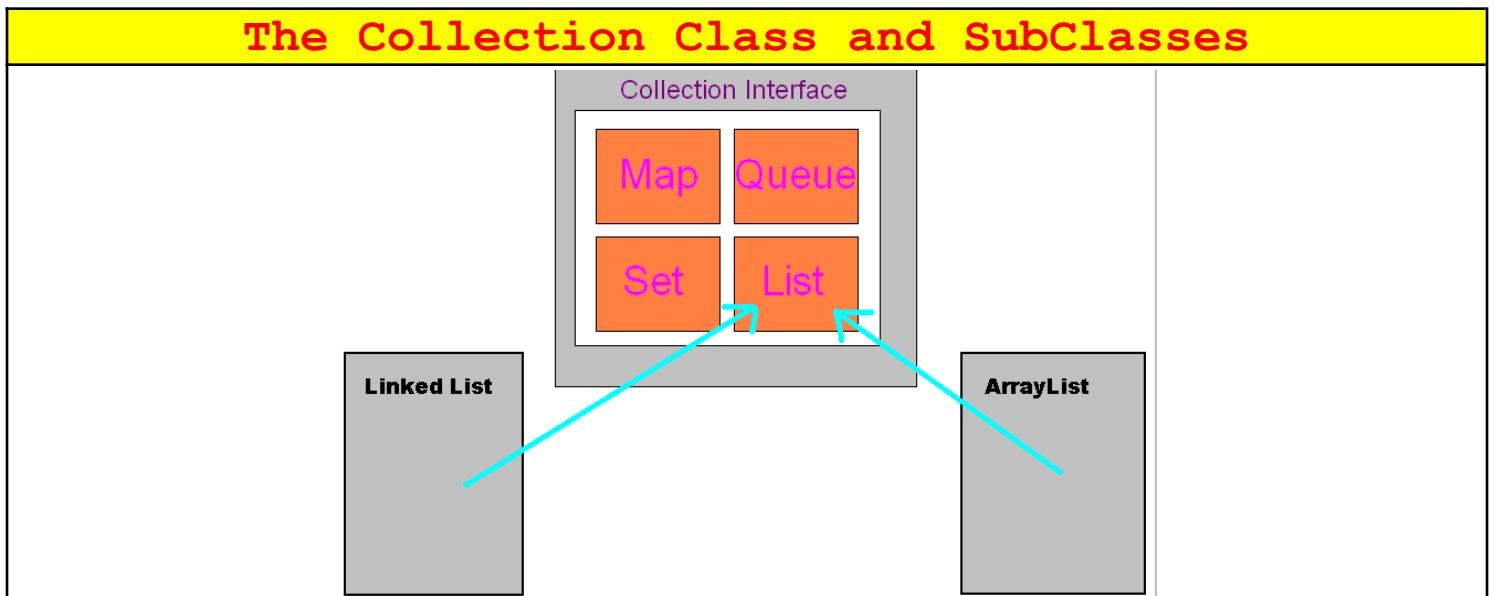 The Collection Class and SubClasses
Collection Interface
Map Queue
Set List
Linked List
ArrayList